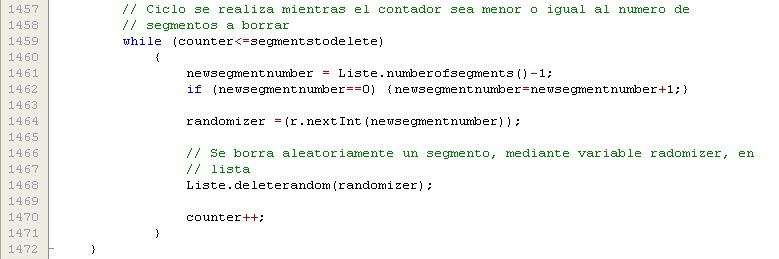 1457 // Ciclo se realiza mientras el contador sea menor o igual al numero de
1458 // segmentos a borrar
1459 while (counter<=segmentstodelete)
1460 {
1461 newsegmentnumber = Liste.numberofsegments()-1;
1462 if (newsegmentnumber==0) {newsegmentnumber=newsegmentnumber+1;}
1463
1464 randomizer =(r.nextInt(newsegmentnumber));
1465
1466 // Se borra aleatoriamente un segmento, mediante variable radomizer, en
1467 // lista
1468 Liste.deleterandom(randomizer);
1469
1470 counter++;
1471 }
1472 }